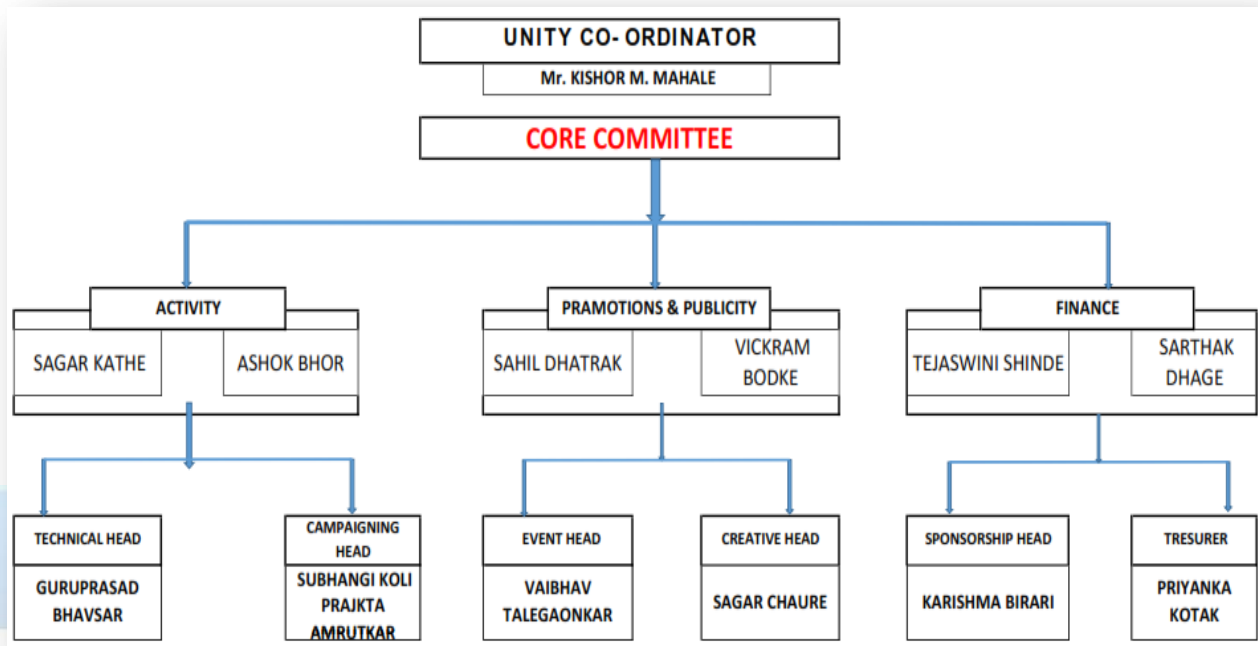 UNITY CO- ORDINATOR
Mr. KISHOR M. MAHALE
CORE COMMITTEE
ACTIVITY
SAGAR KATHE
ASHOK BHOR
PRAMOTIONS & PUBLICITY
SAHIL DHATRAK
VICKRAM
BODKE
FINANCE
TEJASWINI SHINDE
SARTHAK
DHAGE
TECHNICAL HEAD
GURUPRASAD
BHAVSAR
CAMPAIGNING
HEAD
SUBHANGI KOLI
PRAJKTA
AMRUTKAR
EVENT HEAD
VAIBHAV
TALEGAONKAR
CREATIVE HEAD
SAGAR CHAURE
SPONSORSHIP HEAD
KARISHMA BIRARI
TRESURER
PRIYANKA
KOTAK